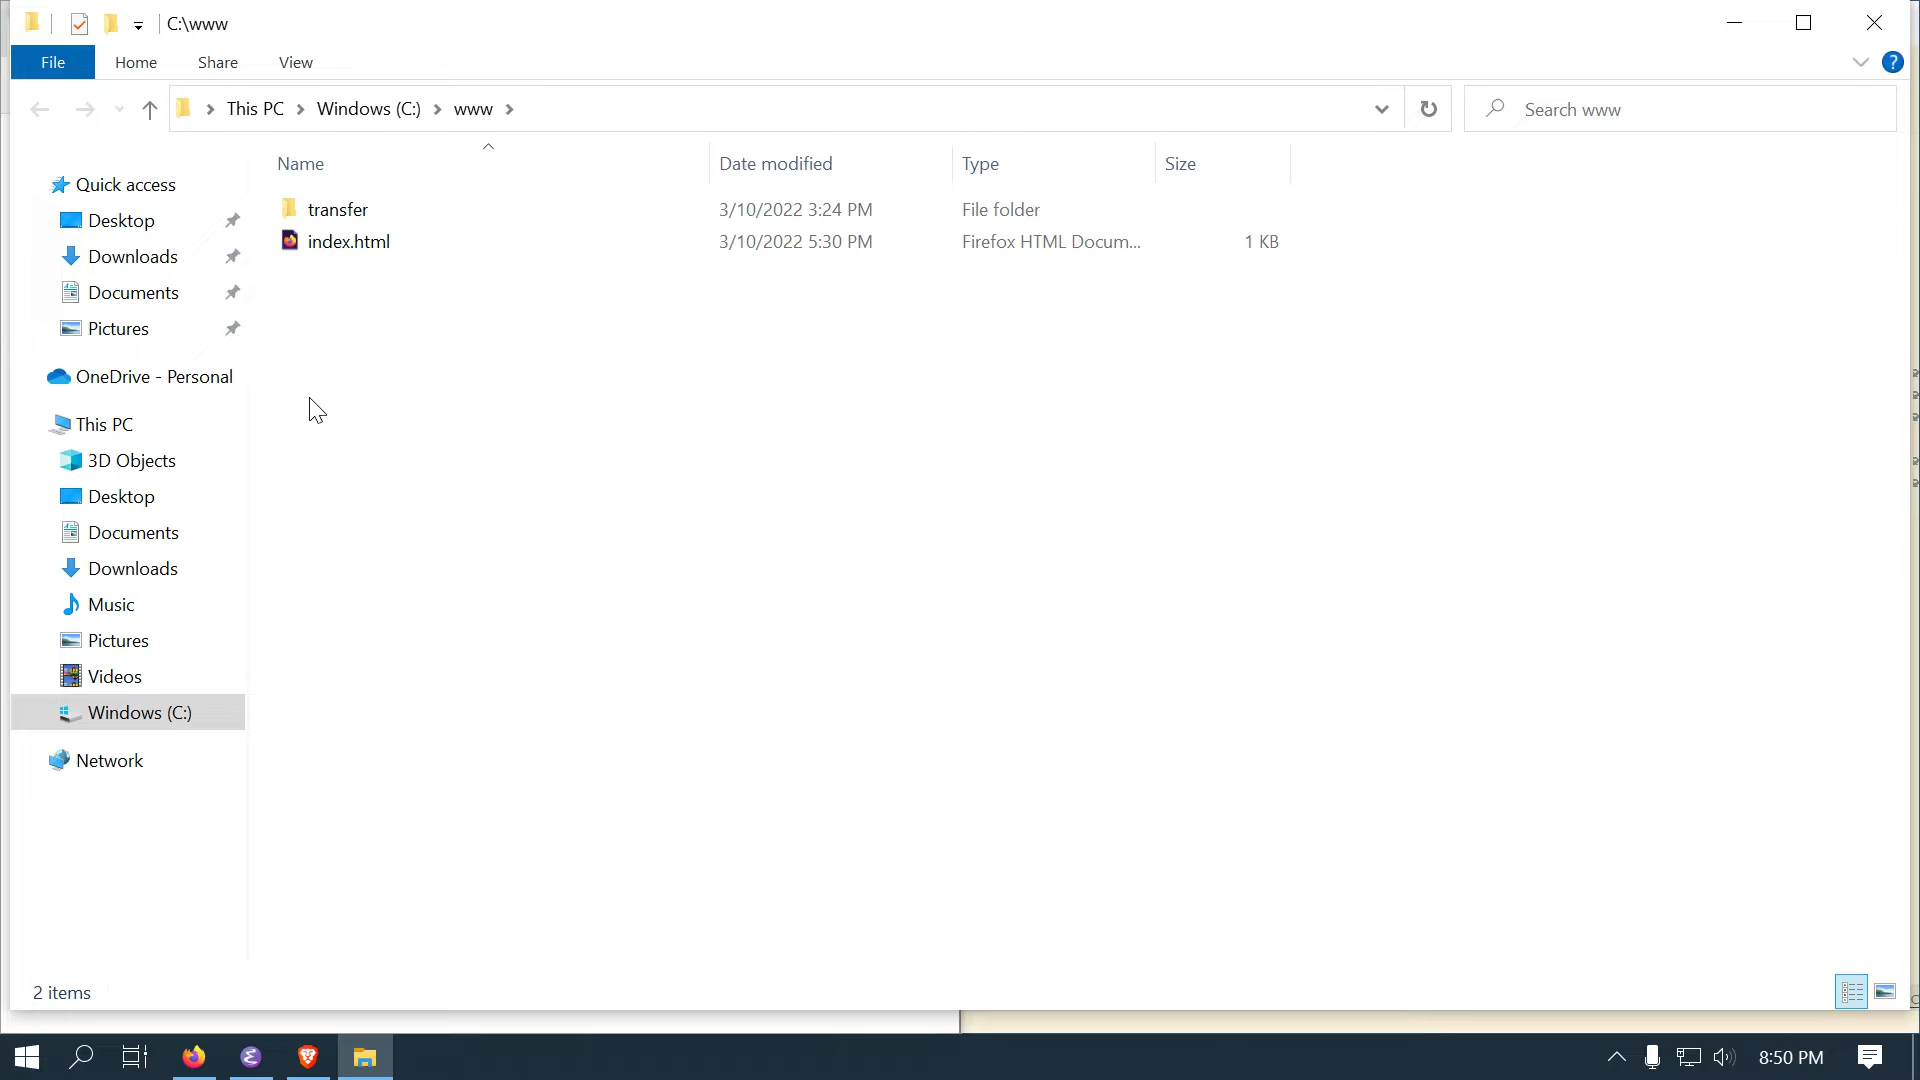 C:\www
File Home Share View
?
This PC Windows (C:) www
Search www
Name Date modified Type Size
transfer 3/10/2022 3:24 PM File folder
index.html 3/10/2022 5:30 PM Firefox HTML Docum... 1 KB
Quick access
Desktop
Downloads
Documents
Pictures
OneDrive - Personal
This PC
3D Objects
Desktop
Documents
Downloads
Music
Pictures
Videos
Windows (C:)
Network
2 items
8:50 PM